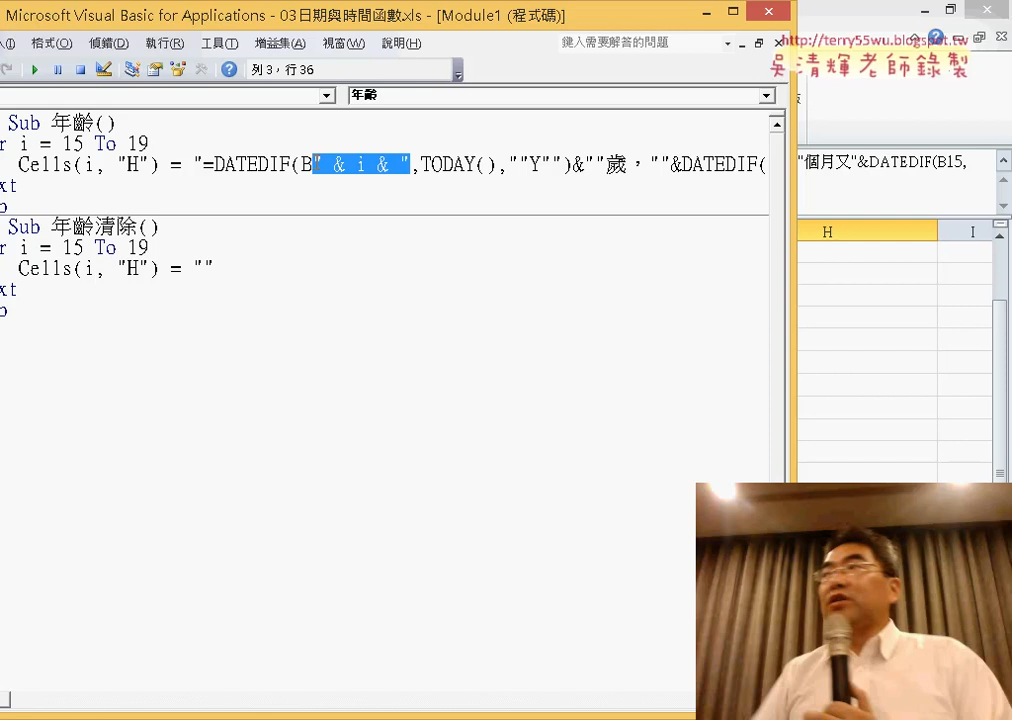 Microsoft Visual Basic for Applications - 03日期與時間函數.xls - [Module1 (程式碼)]
(I) 格式(O) 偵錯(D) 執行(R) 工具(T) 增益集(A) 視窗(W) 說明(H) 鍵入需要解答的問題
http://terry55wu.blogspot.tw
吳清輝老師錄製
列 3，行 36
年齡
Sub 年齡()
r i = 15 To 19
Cells(i, "H") = "=DATEDIF(B" & i & ",TODAY(),""Y"")&""歲，""&DATEDIF(
xt
b
Sub 年齡清除()
r i = 15 To 19
Cells(i, "H") = ""
xt
b
"個月又"&DATEDIF(B15,
H I